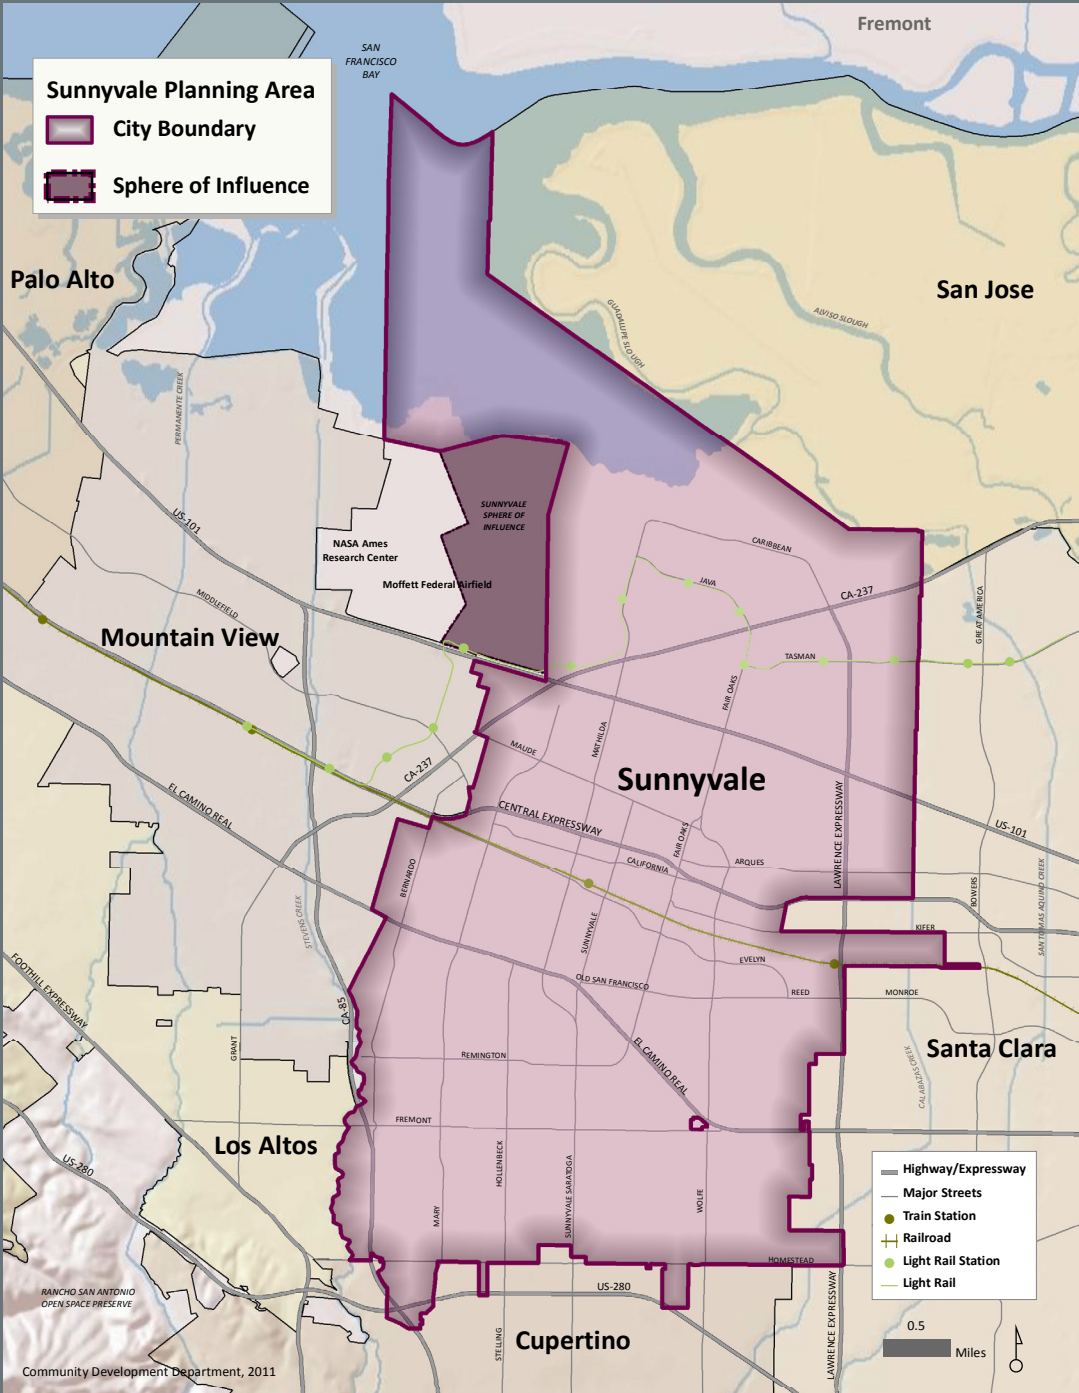 Fremont
SAN
FRANCISCO
BAY
Sunnyvale Planning Area
City Boundary
Sphere of Influence
Palo Alto
San Jose
GUADALUPE SLOUGH
ALVISO SLOUGH
PERMANENTE CREEK
US-101
SUNNYVALE
SPHERE OF
INFLUENCE
NASA Ames
Research Center
Moffett Federal Airfield
CARIBBEAN
JAVA
CA-237
GREAT AMERICA
MIDDLEFIELD
Mountain View
TASMAN
FAIR OAKS
MATHILDA
MAUDE
CA-237
Sunnyvale
EL CAMINO REAL
CENTRAL EXPRESSWAY
FAIR OAKS
LAWRENCE EXPRESSWAY
US-101
CALIFORNIA
ARQUES
BERNARDO
BOWERS
SAN TOMAS AQUINO CREEK
STEVENS CREEK
SUNNYVALE
KIFER
EVELYN
FOOTHILL EXPRESSWAY
OLD SAN FRANCISCO
REED
MONROE
CA-85
GRANT
REMINGTON
EL CAMINO REAL
Santa Clara
CALABAZAS CREEK
FREMONT
Los Altos
US-280
HOLLENBECK
SUNNYVALE SARATOGA
MARY
WOLFE
Highway/Expressway
Major Streets
Train Station
Railroad
Light Rail Station
Light Rail
HOMESTEAD
US-280
RANCHO SAN ANTONIO
OPEN SPACE PRESERVE
LAWRENCE EXPRESSWAY
STELLING
Cupertino
0.5
Miles
Community Development Department, 2011